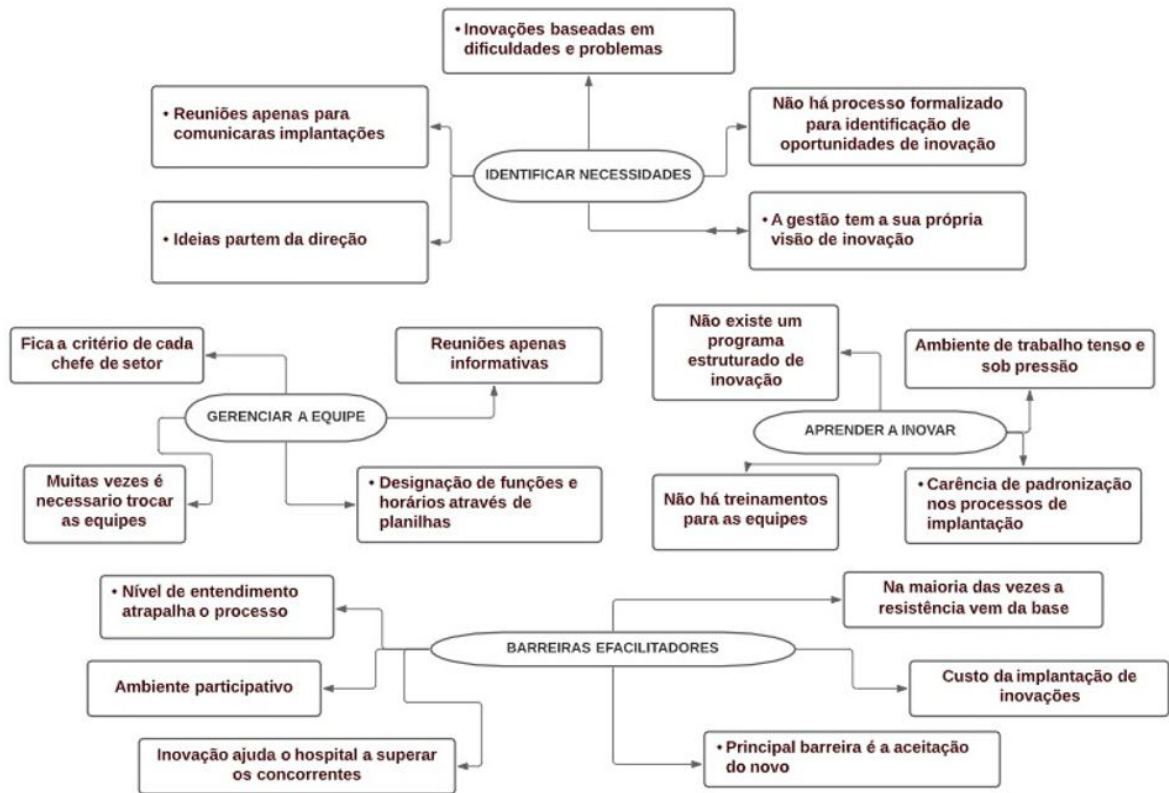 • Inovações baseadas em
dificuldades e problemas
• Reuniões apenas para
comunicaras implantações
Não há processo formalizado
para identificação de
oportunidades de inovação
IDENTIFICAR NECESSIDADES
• Ideias partem da direção
• A gestão tem a sua própria
visão de inovação
Fica a critério de cada
chefe de setor
Reuniões apenas
informativas
GERENCIAR A EQUIPE
Muitas vezes é
necessario trocar
as equipes
• Designação de funções e
horários através de
planilhas
Não existe um
programa
estruturado de
inovação
Ambiente de trabalho tenso e
sob pressão
APRENDER A INOVAR
Não há treinamentos
para as equipes
• Carência de padronização
nos processos de
implantação
• Nível de entendimento
atrapalha o processo
Na maioria das vezes a
resistência vem da base
BARREIRAS EFACILITADORES
Ambiente participativo
Custo da implantação de
inovações
Inovação ajuda o hospital a superar
os concorrentes
• Principal barreira é a aceitação
do novo